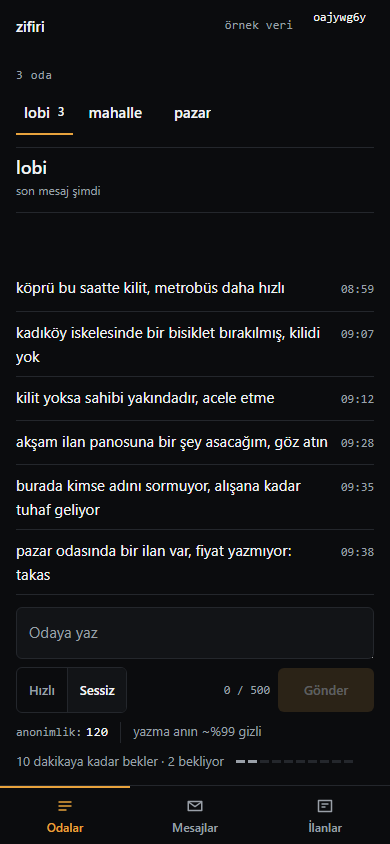 zifiri
örnek veri
oajywg6y
3 oda
lobi 3
mahalle
pazar
lobi
son mesaj şimdi
köprü bu saatte kilit, metrobüs daha hızlı 08:59
kadıköy iskelesinde bir bisiklet bırakılmış, kilidi 09:07
yok
kilit yoksa sahibi yakındadır, acele etme 09:12
akşam ilan panosuna bir şey asacağım, göz atın 09:28
burada kimse adını sormuyor, alışana kadar 09:35
tuhaf geliyor
pazar odasında bir ilan var, fiyat yazmıyor: 09:38
takas
Odaya yaz
Hızlı
Sessiz
0 / 500
Gönder
anonimlik: 120
yazma anın ~%99 gizli
10 dakikaya kadar bekler · 2 bekliyor
Odalar
Mesajlar
İlanlar